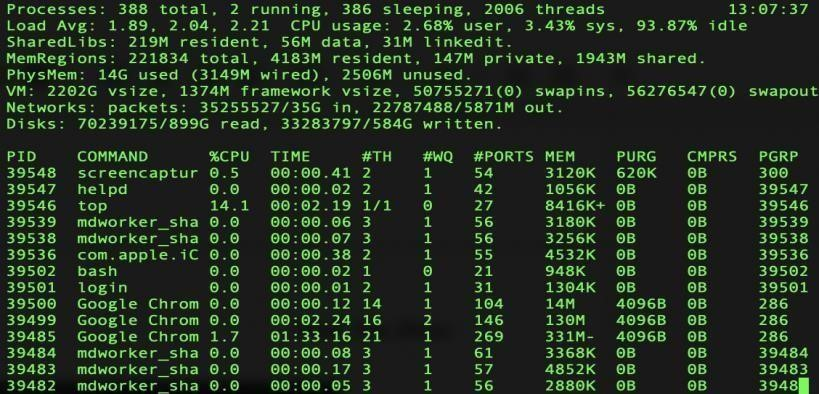 Processes: 388 total, 2 running, 386 sleeping, 2006 threads 13:07:37
Load Avg: 1.89, 2.04, 2.21 CPU usage: 2.68% user, 3.43% sys, 93.87% idle
SharedLibs: 219M resident, 56M data, 31M linkedit.
MemRegions: 221834 total, 4183M resident, 147M private, 1943M shared.
PhysMem: 14G used (3149M wired), 2506M unused.
VM: 2202G vsize, 1374M framework vsize, 50755271(0) swapins, 56276547(0) swapout
Networks: packets: 35255527/35G in, 22787488/5871M out.
Disks: 70239175/899G read, 33283797/584G written.
PID COMMAND %CPU TIME #TH #WQ #PORTS MEM PURG CMPRS PGRP
39548 screencaptur 0.5 00:00.41 2 1 54 3120K 620K 0B 300
39547 helpd 0.0 00:00.02 2 1 42 1056K 0B 0B 39547
39546 top 14.1 00:02.19 1/1 0 27 8416K+ 0B 0B 39546
39539 mdworker_sha 0.0 00:00.06 3 1 56 3180K 0B 0B 39539
39538 mdworker_sha 0.0 00:00.07 3 1 56 3256K 0B 0B 39538
39536 com.apple.iC 0.0 00:00.38 2 1 55 4532K 0B 0B 39536
39502 bash 0.0 00:00.02 1 0 21 948K 0B 0B 39502
39501 login 0.0 00:00.01 2 1 31 1304K 0B 0B 39501
39500 Google Chrom 0.0 00:00.12 14 1 104 14M 4096B 0B 286
39499 Google Chrom 0.0 00:02.24 16 2 146 130M 4096B 0B 286
39485 Google Chrom 1.7 01:33.16 21 1 269 331M- 4096B 0B 286
39484 mdworker_sha 0.0 00:00.08 3 1 61 3368K 0B 0B 39484
39483 mdworker_sha 0.0 00:00.17 3 1 57 4852K 0B 0B 39483
39482 mdworker_sha 0.0 00:00.05 3 1 56 2880K 0B 0B 3948